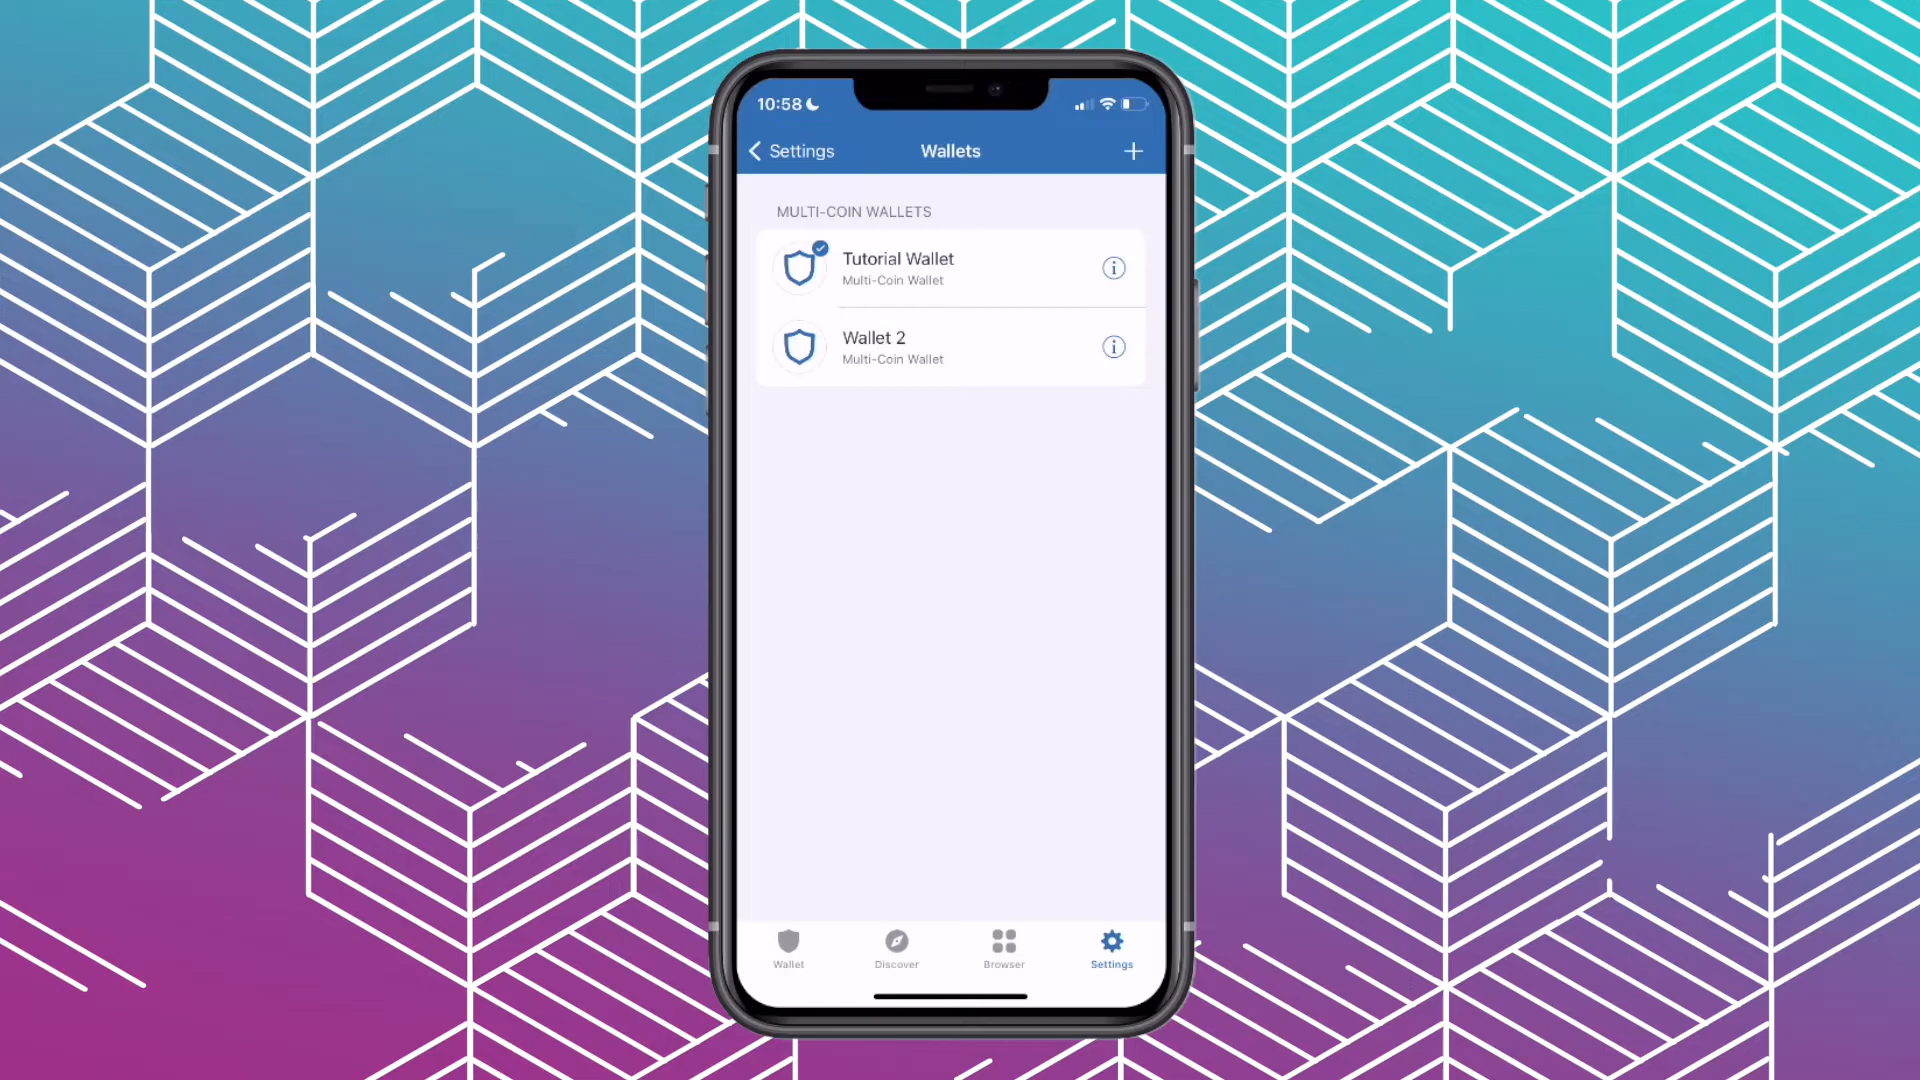 10:58
Settings
Wallets
MULTI-COIN WALLETS
Tutorial Wallet
Multi-Coin Wallet
Wallet 2
Multi-Coin Wallet
Wallet
Discover
Browser
Settings